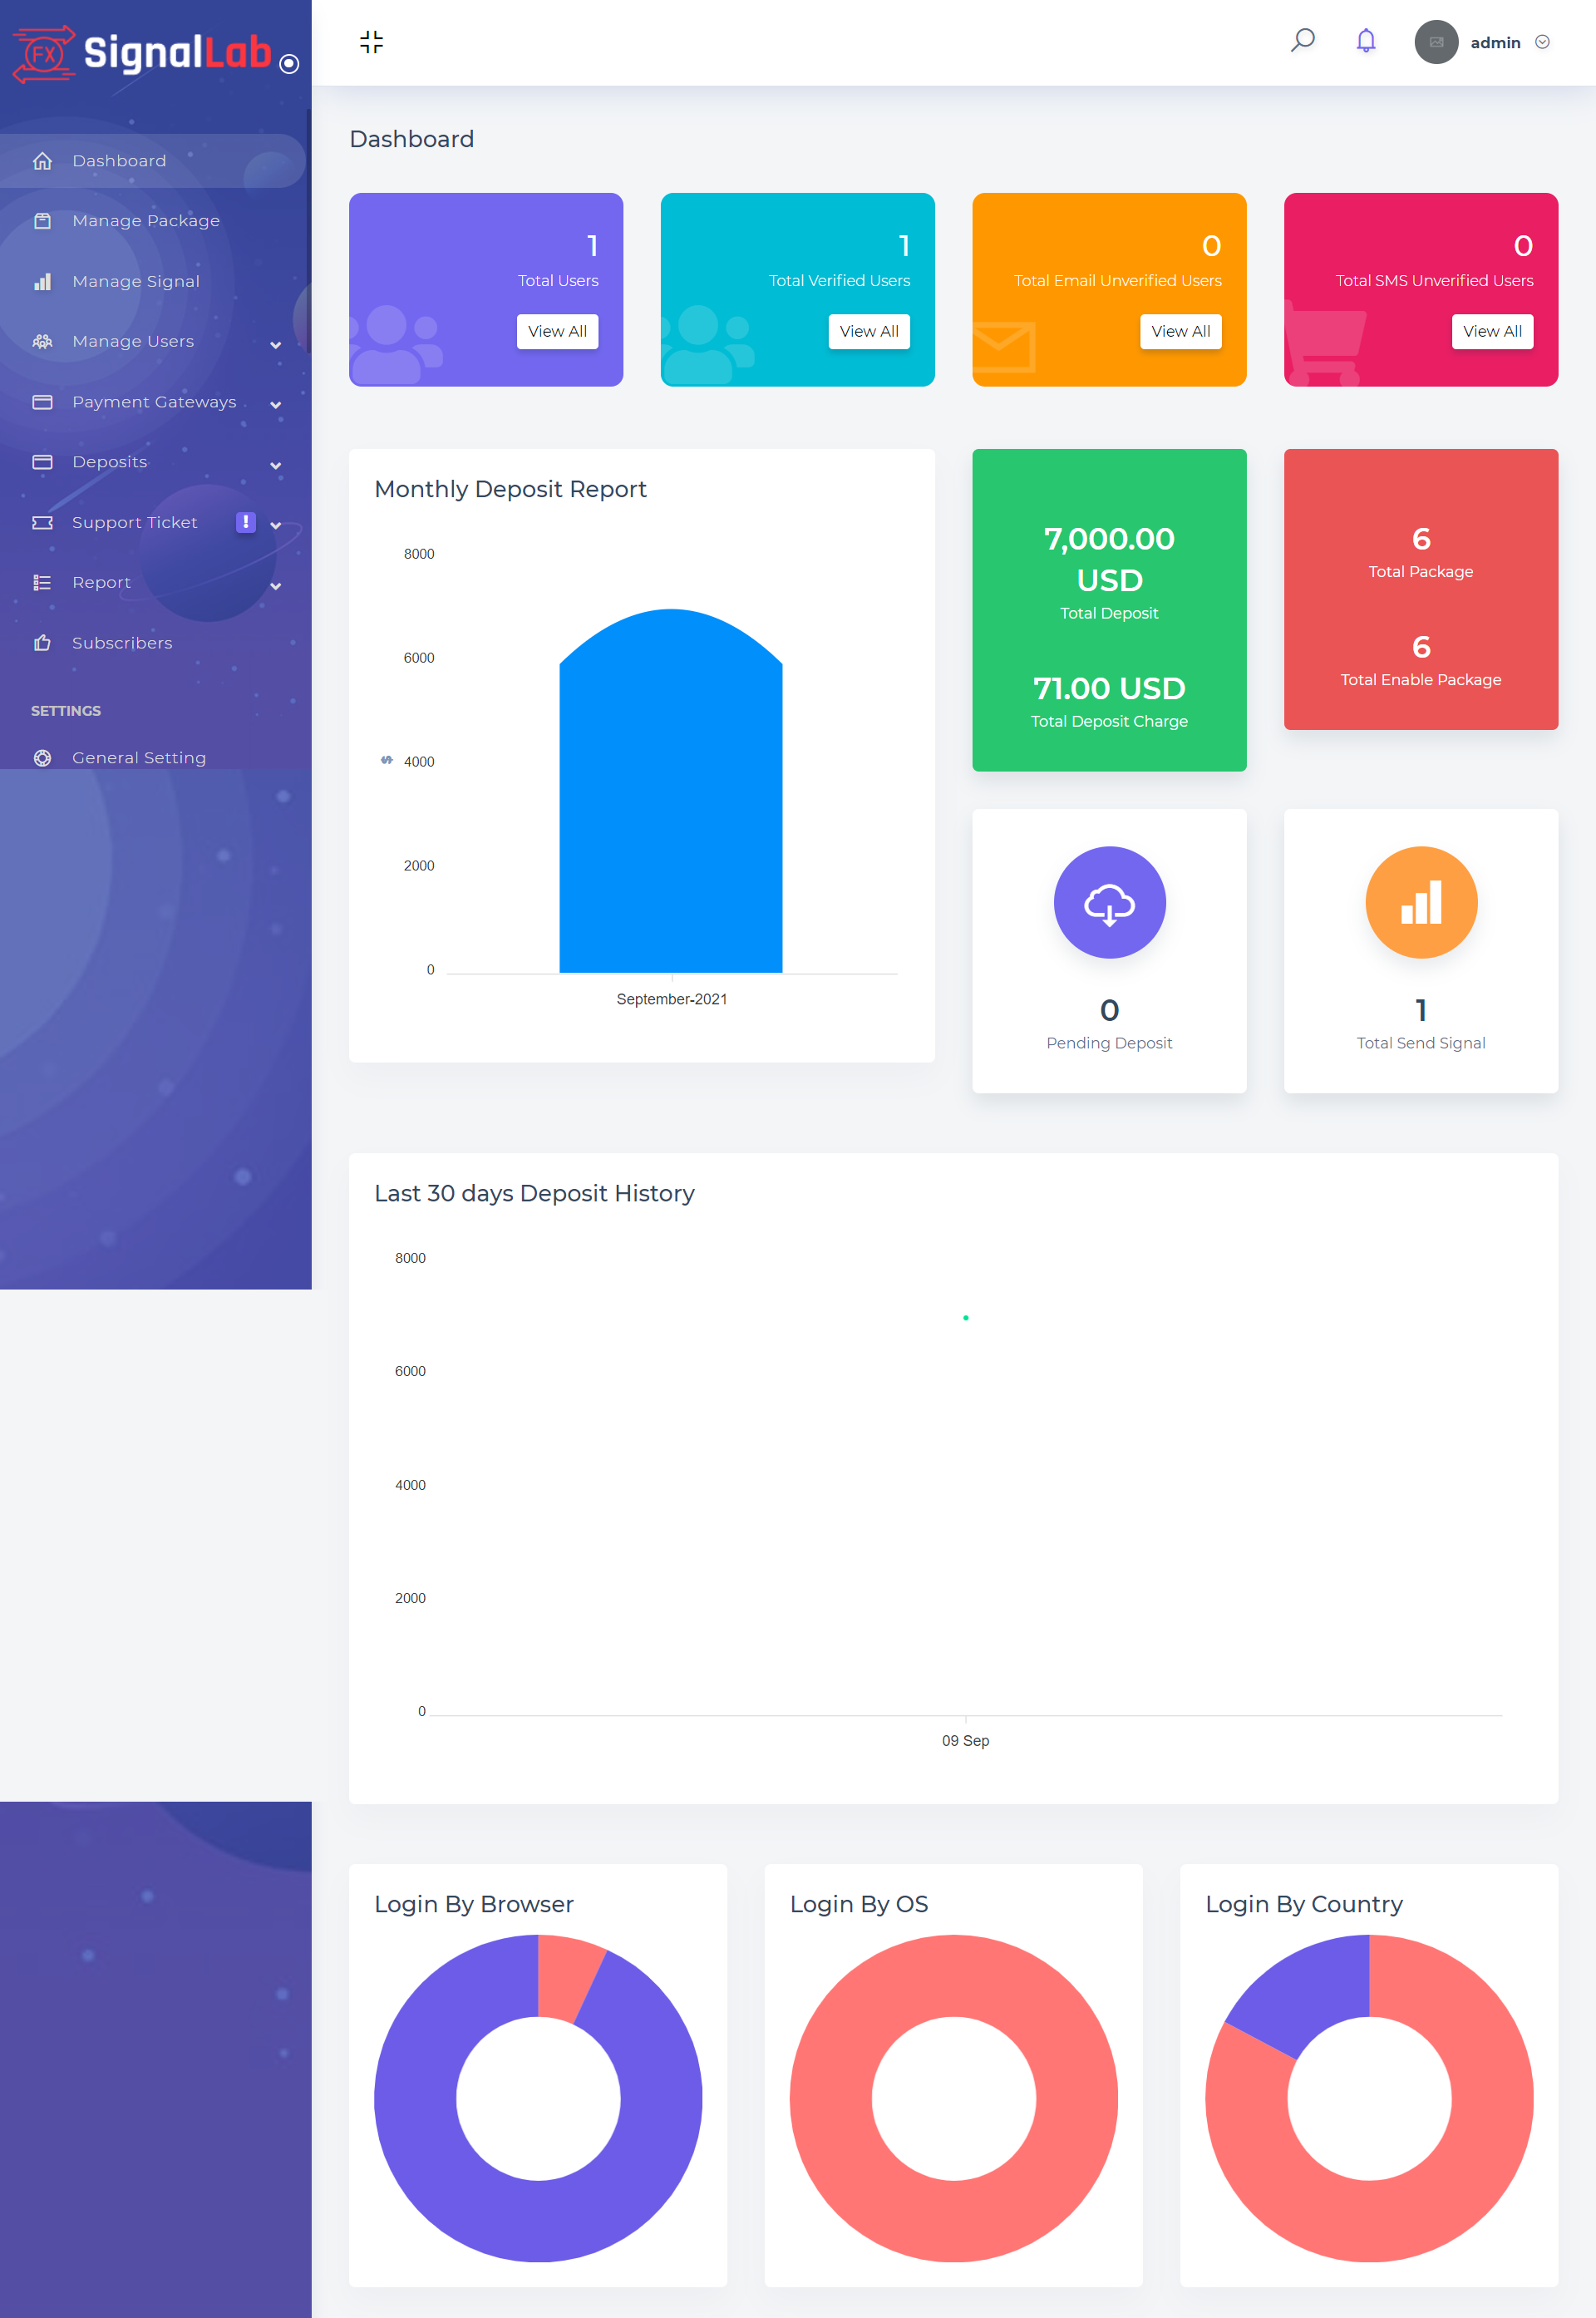 FX SignalLab
admin
Dashboard
Manage Package
Manage Signal
Manage Users
Payment Gateways
Deposits
Support Ticket !
Report
Subscribers
SETTINGS
General Setting
Dashboard
1
Total Users
View All
1
Total Verified Users
View All
0
Total Email Unverified Users
View All
0
Total SMS Unverified Users
View All
Monthly Deposit Report
8000
6000
$ 4000
2000
0
September-2021
7,000.00
USD
Total Deposit
71.00 USD
Total Deposit Charge
6
Total Package
6
Total Enable Package
0
Pending Deposit
1
Total Send Signal
Last 30 days Deposit History
8000
6000
4000
2000
0
09 Sep
Login By Browser
Login By OS
Login By Country